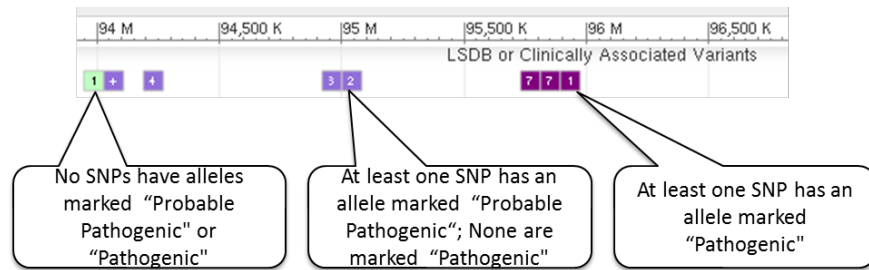 94 M 94,500 K 95 M 95,500 K 96 M 96,500 K
LSDB or Clinically Associated Variants
1 + 4 3 2 7 7 1
No SNPs have alleles
marked “Probable
Pathogenic" or
“Pathogenic"
At least one SNP has an
allele marked “Probable
Pathogenic“; None are
marked “Pathogenic"
At least one SNP has an
allele marked
“Pathogenic"